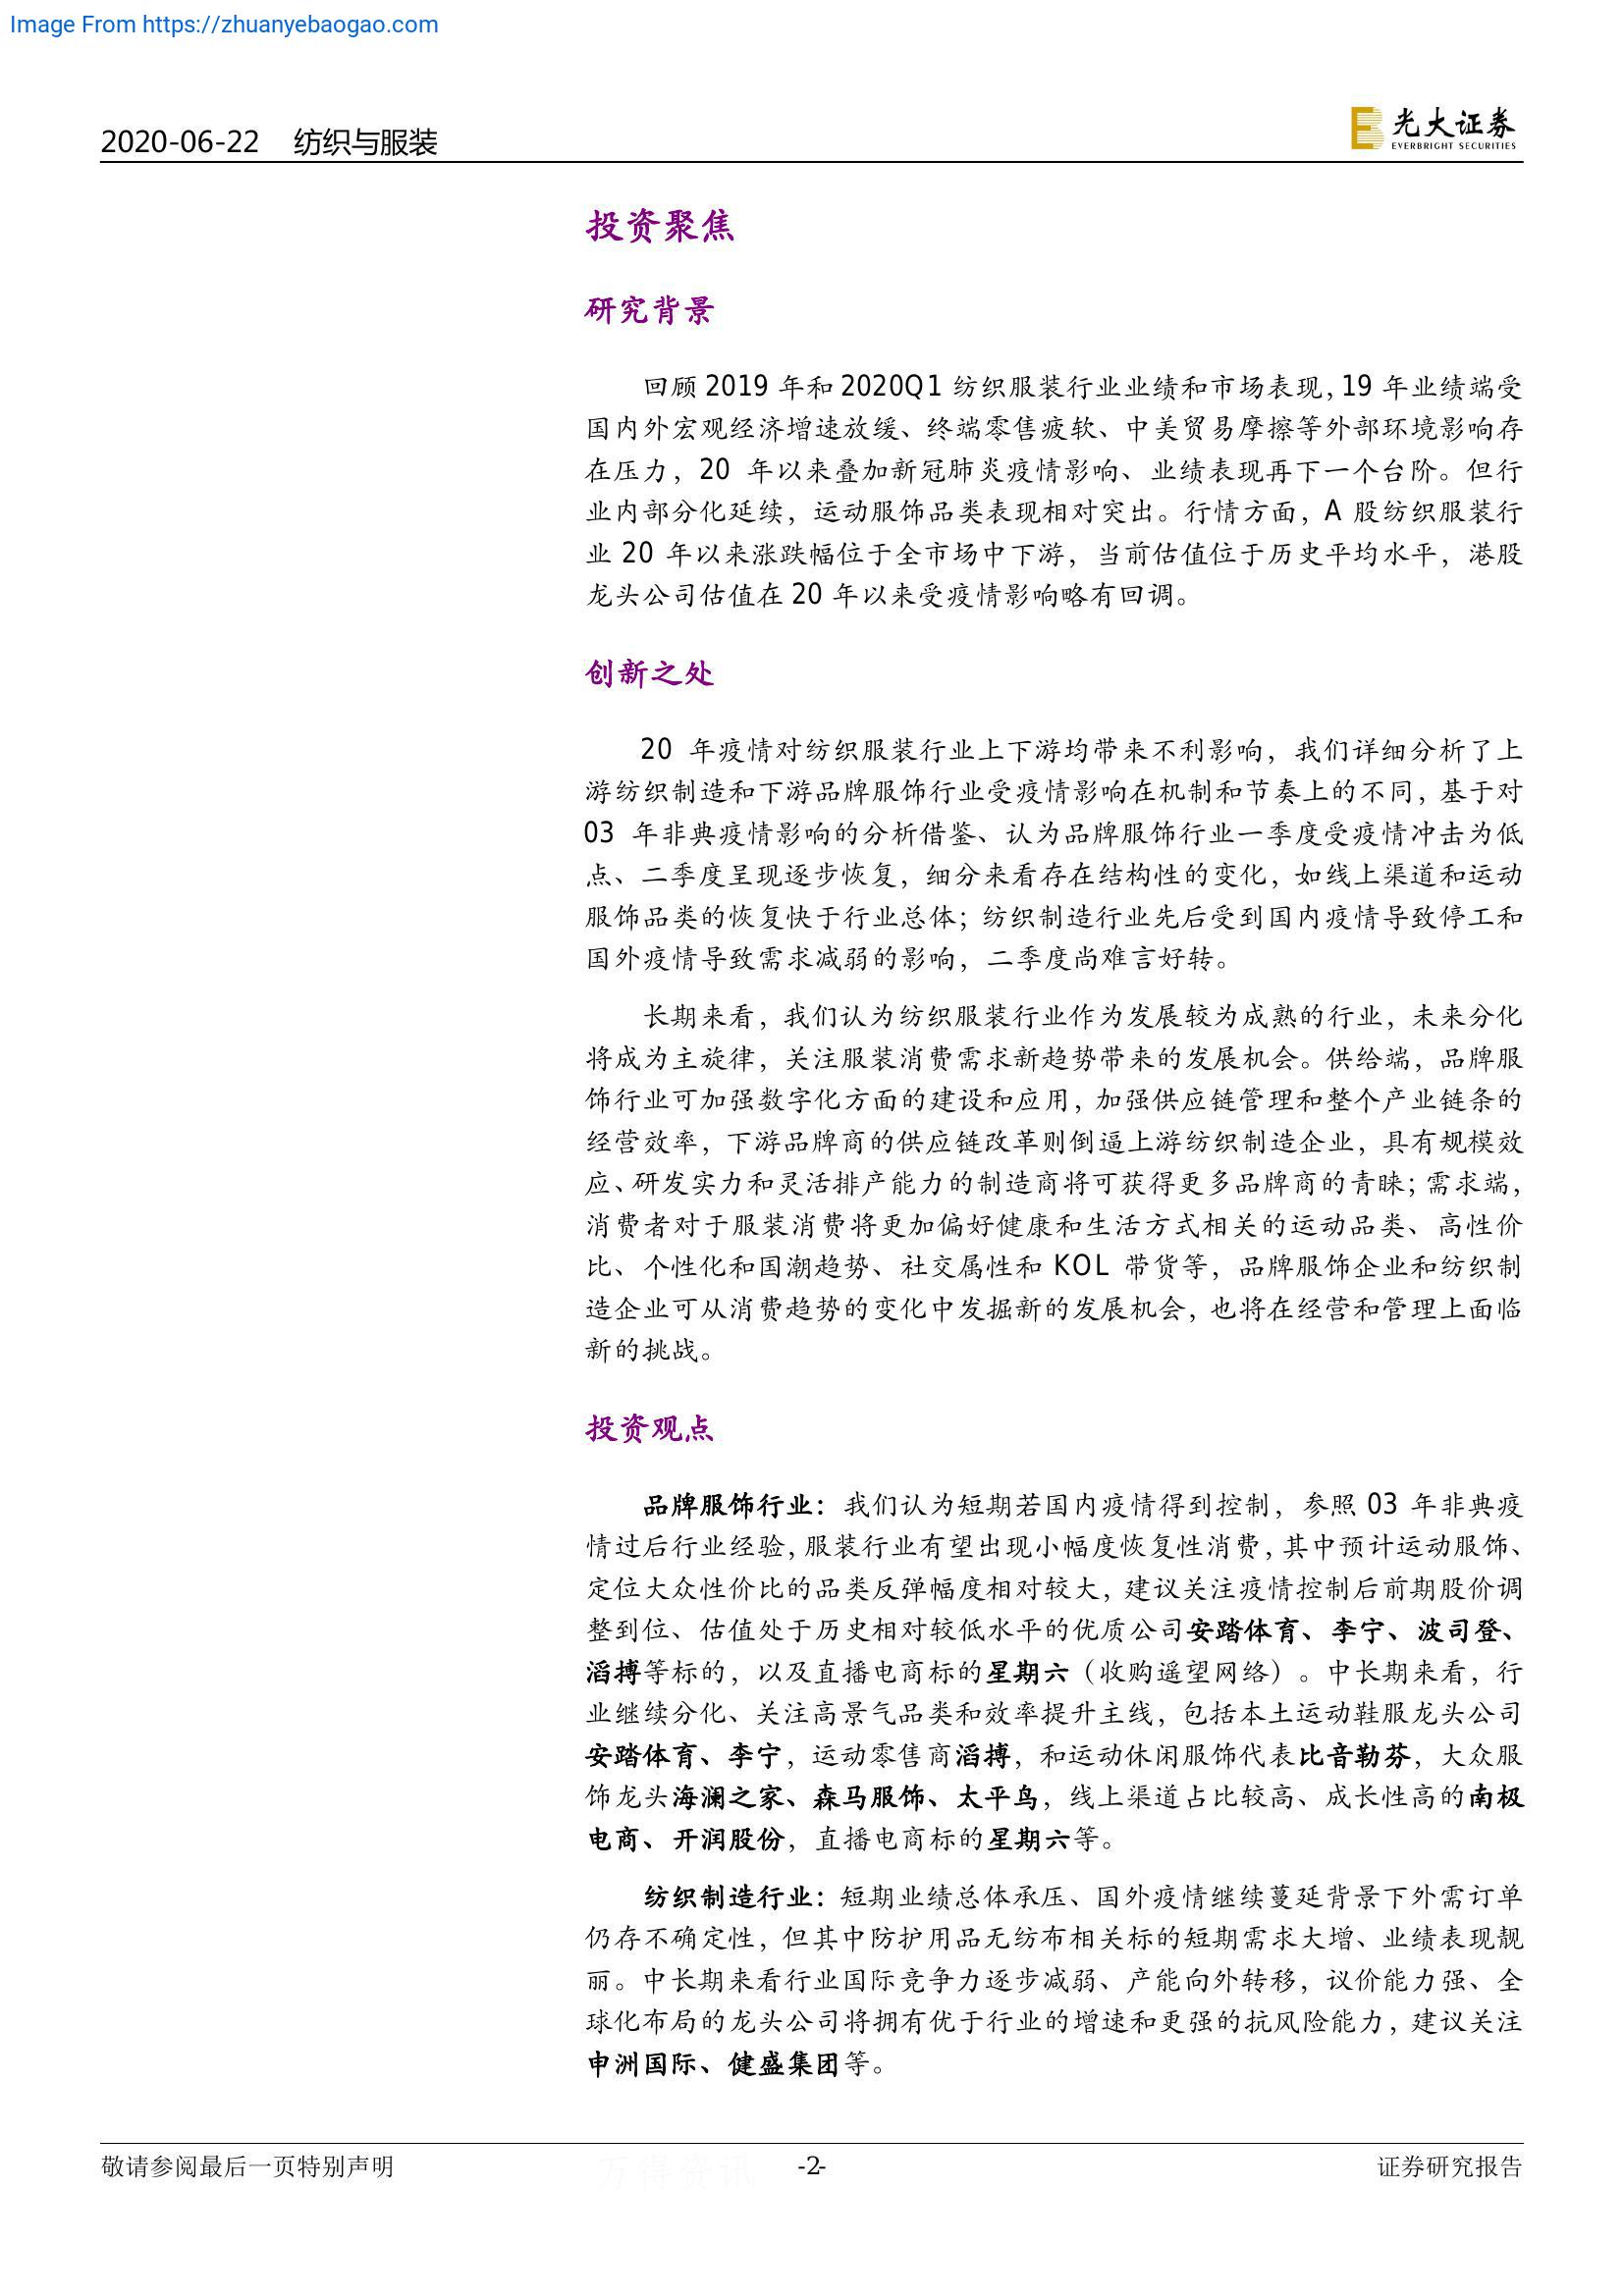 Image From https://zhuanyebaogao.com
2020-06-22 纺织与服装
光大证券
EVERBRIGHT SECURITIES
投资聚焦
研究背景
回顾 2019 年和 2020Q1 纺织服装行业业绩和市场表现，19 年业绩端受
国内外宏观经济增速放缓、终端零售疲软、中美贸易摩擦等外部环境影响存
在压力，20 年以来叠加新冠肺炎疫情影响、业绩表现再下一个台阶。但行
业内部分化延续，运动服饰品类表现相对突出。行情方面，A 股纺织服装行
业 20 年以来涨跌幅位于全市场中下游，当前估值位于历史平均水平，港股
龙头公司估值在 20 年以来受疫情影响略有回调。
创新之处
20 年疫情对纺织服装行业上下游均带来不利影响，我们详细分析了上
游纺织制造和下游品牌服饰行业受疫情影响在机制和节奏上的不同，基于对
03 年非典疫情影响的分析借鉴、认为品牌服饰行业一季度受疫情冲击为低
点、二季度呈现逐步恢复，细分来看存在结构性的变化，如线上渠道和运动
服饰品类的恢复快于行业总体；纺织制造行业先后受到国内疫情导致停工和
国外疫情导致需求减弱的影响，二季度尚难言好转。
长期来看，我们认为纺织服装行业作为发展较为成熟的行业，未来分化
将成为主旋律，关注服装消费需求新趋势带来的发展机会。供给端，品牌服
饰行业可加强数字化方面的建设和应用，加强供应链管理和整个产业链条的
经营效率，下游品牌商的供应链改革则倒逼上游纺织制造企业，具有规模效
应、研发实力和灵活排产能力的制造商将可获得更多品牌商的青睐；需求端，
消费者对于服装消费将更加偏好健康和生活方式相关的运动品类、高性价
比、个性化和国潮趋势、社交属性和 KOL 带货等，品牌服饰企业和纺织制
造企业可从消费趋势的变化中发掘新的发展机会，也将在经营和管理上面临
新的挑战。
投资观点
品牌服饰行业：我们认为短期若国内疫情得到控制，参照 03 年非典疫
情过后行业经验，服装行业有望出现小幅度恢复性消费，其中预计运动服饰、
定位大众性价比的品类反弹幅度相对较大，建议关注疫情控制后前期股价调
整到位、估值处于历史相对较低水平的优质公司安踏体育、李宁、波司登、
滔搏等标的，以及直播电商标的星期六（收购遥望网络）。中长期来看，行
业继续分化、关注高景气品类和效率提升主线，包括本土运动鞋服龙头公司
安踏体育、李宁，运动零售商滔搏，和运动休闲服饰代表比音勒芬，大众服
饰龙头海澜之家、森马服饰、太平鸟，线上渠道占比较高、成长性高的南极
电商、开润股份，直播电商标的星期六等。
纺织制造行业：短期业绩总体承压、国外疫情继续蔓延背景下外需订单
仍存不确定性，但其中防护用品无纺布相关标的短期需求大增、业绩表现靓
丽。中长期来看行业国际竞争力逐步减弱、产能向外转移，议价能力强、全
球化布局的龙头公司将拥有优于行业的增速和更强的抗风险能力，建议关注
申洲国际、健盛集团等。
敬请参阅最后一页特别声明
万得资讯
-2-
证券研究报告